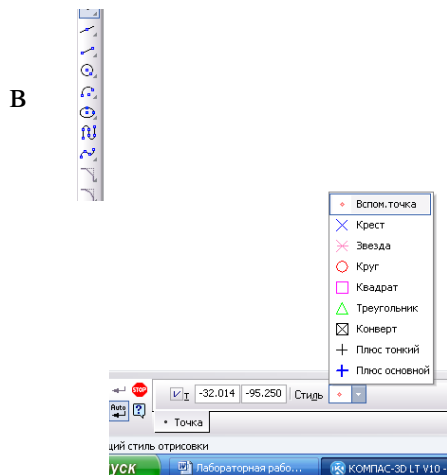 В
Вспом.точка
Крест
Звезда
Круг
Квадрат
Треугольник
Конверт
Плюс тонкий
Плюс основной
STOP
т -32.014 -95.250 Стиль
Auto
Точка
ций стиль отрисовки
уск Лабораторная рабо... КОМПАС-3D LT V10 -